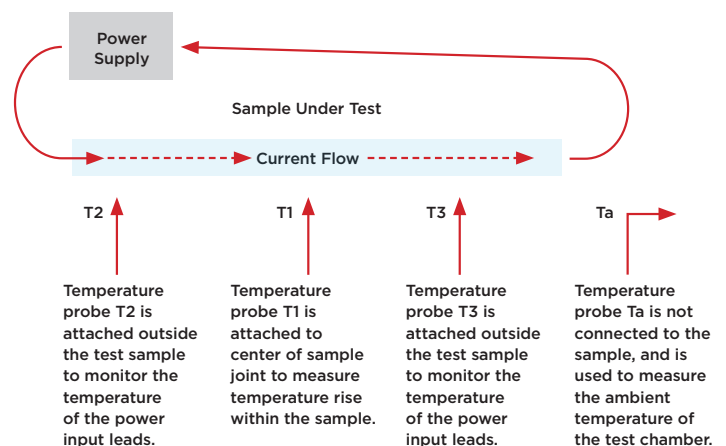 Power
Supply
Sample Under Test
Current Flow
T2
T1
T3
Ta
Temperature
probe T2 is
attached outside
the test sample
to monitor the
temperature
of the power
input leads.
Temperature
probe T1 is
attached to
center of sample
joint to measure
temperature rise
within the sample.
Temperature
probe T3 is
attached outside
the test sample
to monitor the
temperature
of the power
input leads.
Temperature
probe Ta is not
connected to the
sample, and is
used to measure
the ambient
temperature of
the test chamber.